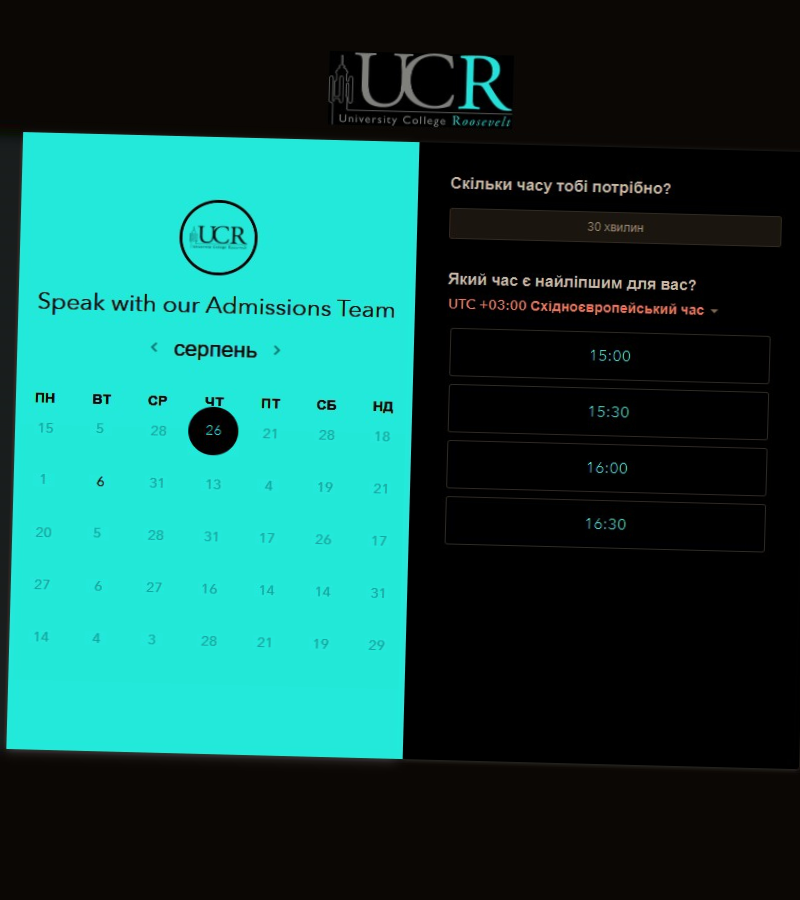 UCR
University College Roosevelt
UCR
Speak with our Admissions Team
серпень
ПН ВТ СР ЧТ ПТ СБ НД
15 5 28 26 21 28 18
1 6 31 13 4 19 21
20 5 28 31 17 26 17
27 6 27 16 14 14 31
14 4 3 28 21 19 29
Скільки часу тобі потрібно?
30 хвилин
Який час є найліпшим для вас?
UTC +03:00 Східноєвропейський час
15:00
15:30
16:00
16:30